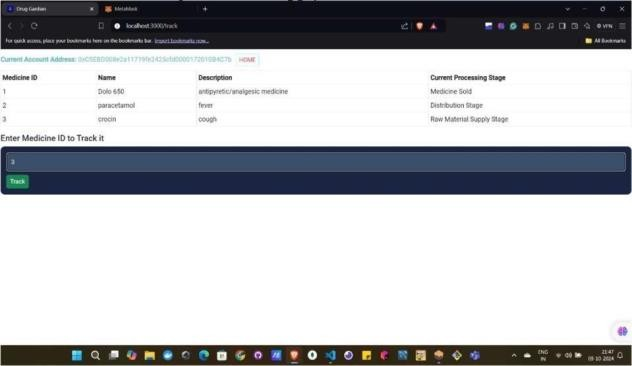 Drug Gardian
MetaMask
localhost:3000/track
VPN
For quick access, place your bookmarks here on the bookmarks bar. Import bookmarks now...
All Bookmarks
Current Account Address:
HOME
Medicine ID Name Description Current Processing Stage
1 Dolo 650 antipyretic/analgesic medicine Medicine Sold
2 paracetamol fever Distribution Stage
3 crocin cough Raw Material Supply Stage
Enter Medicine ID to Track it
3
Track
ENG
IN
21:47
09-10-2024